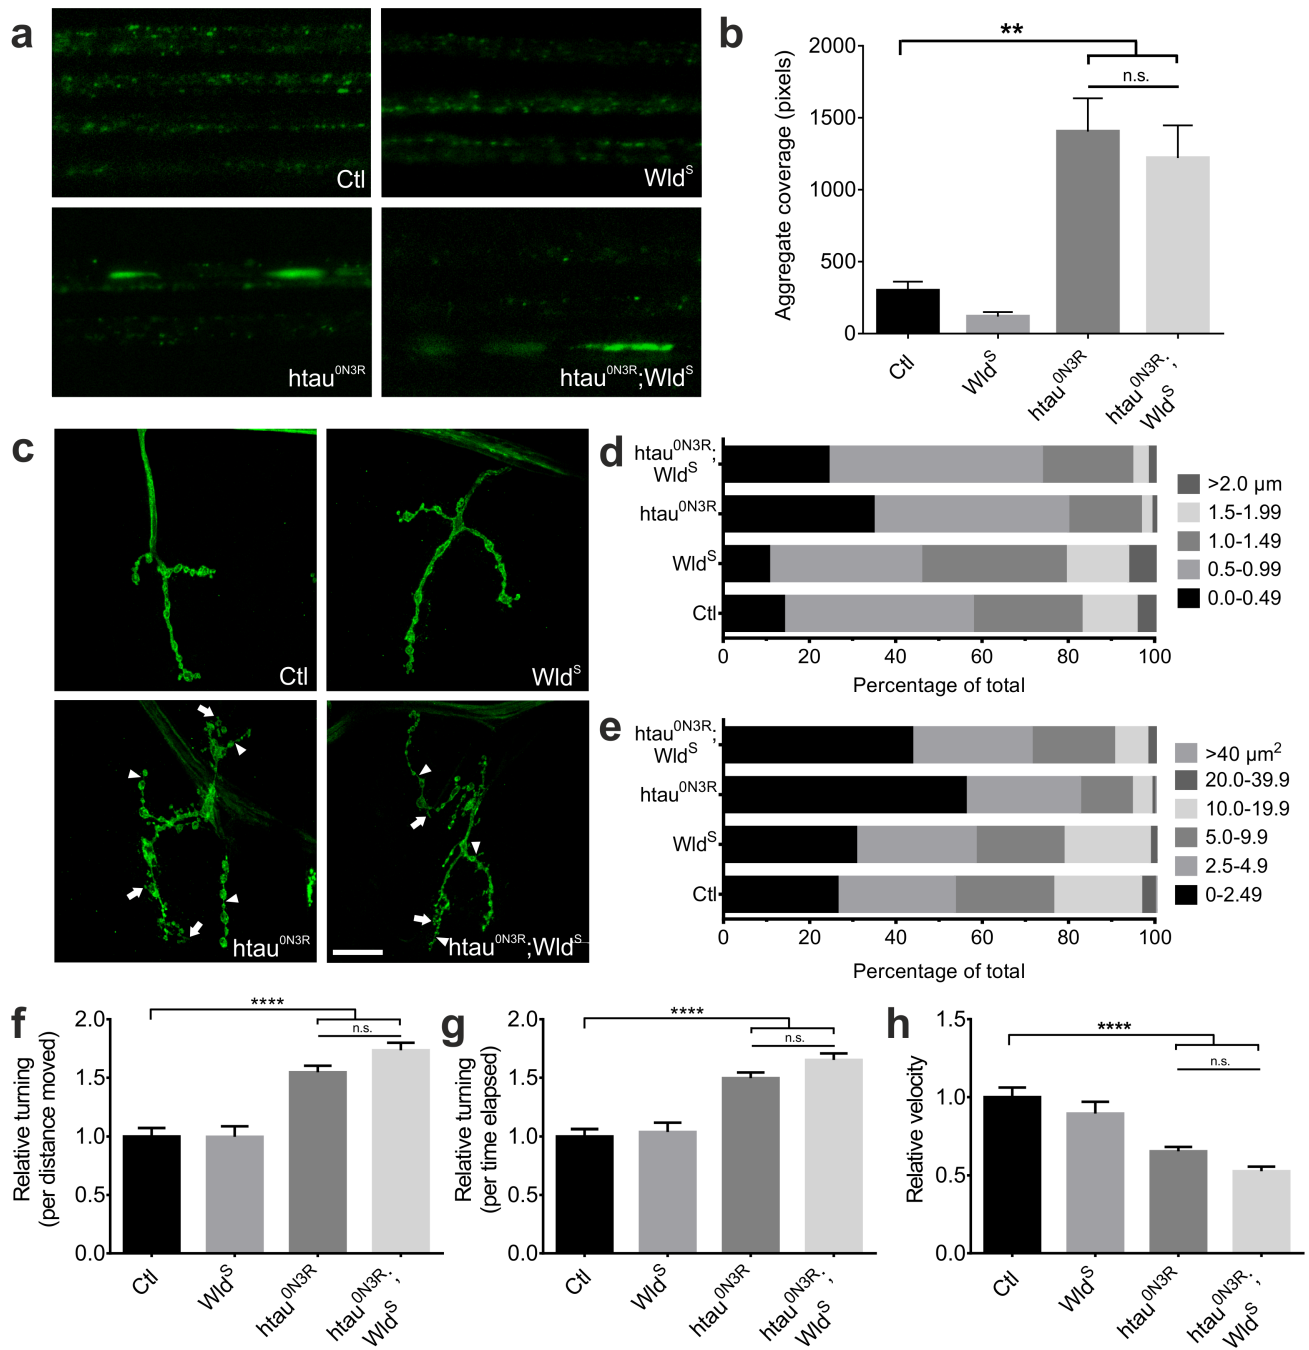 a
Ctl
Wld^S
htau^0N3R
htau^0N3R;Wld^S
b
**
n.s.
Aggregate coverage (pixels)
2000
1500
1000
500
0
Ctl
Wld^S
htau^0N3R
htau^0N3R;
Wld^S
c
Ctl
Wld^S
htau^0N3R
htau^0N3R;Wld^S
d
htau^0N3R;
Wld^S
htau^0N3R
Wld^S
Ctl
0 20 40 60 80 100
Percentage of total
>2.0 µm
1.5-1.99
1.0-1.49
0.5-0.99
0.0-0.49
e
htau^0N3R;
Wld^S
htau^0N3R
Wld^S
Ctl
0 20 40 60 80 100
Percentage of total
>40 µm²
20.0-39.9
10.0-19.9
5.0-9.9
2.5-4.9
0-2.49
f
****
n.s.
Relative turning
(per distance moved)
2.0
1.5
1.0
0.5
0.0
Ctl
Wld^S
htau^0N3R
htau^0N3R;
Wld^S
g
****
n.s.
Relative turning
(per time elapsed)
2.0
1.5
1.0
0.5
0.0
Ctl
Wld^S
htau^0N3R
htau^0N3R;
Wld^S
h
****
n.s.
Relative velocity
1.5
1.0
0.5
0.0
Ctl
Wld^S
htau^0N3R
htau^0N3R;
Wld^S